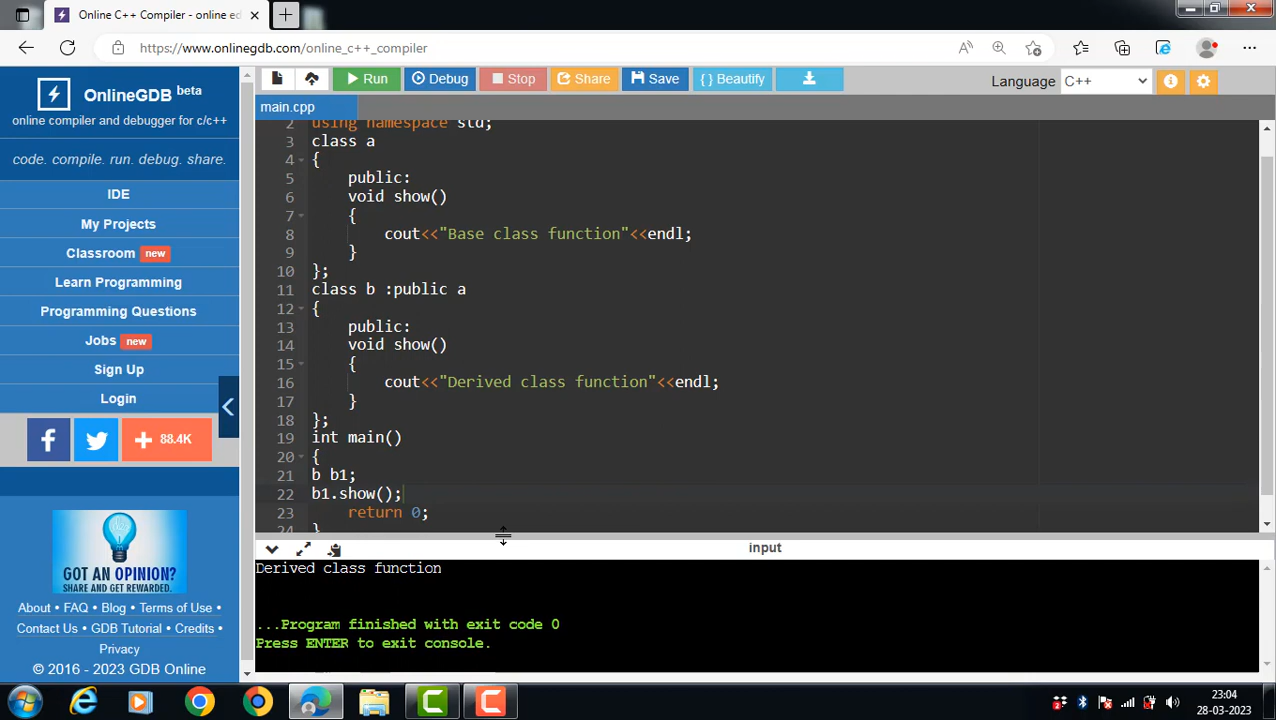 Online C++ Compiler - online ed
https://www.onlinegdb.com/online_c++_compiler
OnlineGDB beta
online compiler and debugger for c/c++
code. compile. run. debug. share.
IDE
My Projects
Classroom new
Learn Programming
Programming Questions
Jobs new
Sign Up
Login
88.4K
GOT AN OPINION?
SHARE AND GET REWARDED.
About • FAQ • Blog • Terms of Use •
Contact Us • GDB Tutorial • Credits •
Privacy
© 2016 - 2023 GDB Online
Run Debug Stop Share Save { } Beautify
Language C++
main.cpp
2 using namespace std;
3 class a
4 {
5 public:
6 void show()
7 {
8 cout<<"Base class function"<<endl;
9 }
10 };
11 class b :public a
12 {
13 public:
14 void show()
15 {
16 cout<<"Derived class function"<<endl;
17 }
18 };
19 int main()
20 {
21 b b1;
22 b1.show();
23 return 0;
24 }
input
Derived class function
...Program finished with exit code 0
Press ENTER to exit console.
23:04
28-03-2023